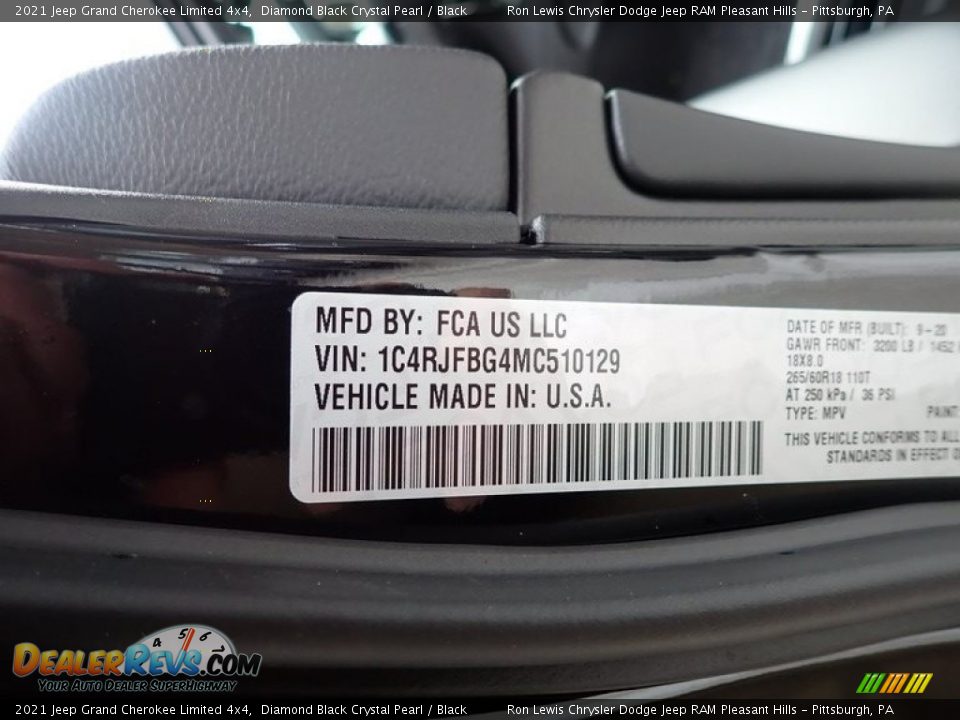 2021 Jeep Grand Cherokee Limited 4x4, Diamond Black Crystal Pearl / Black Ron Lewis Chrysler Dodge Jeep RAM Pleasant Hills - Pittsburgh, PA
MFD BY: FCA US LLC
VIN: 1C4RJFBG4MC510129
VEHICLE MADE IN: U.S.A.
DATE OF MFR (BUILT): 9-20
GAWR FRONT: 3200 LB / 1452
18X8.0
265/60R18 110T
AT 250 kPa / 36 PSI
TYPE: MPV PAINT:
THIS VEHICLE CONFORMS TO ALL
STANDARDS IN EFFECT
4 5 6
DEALERREVS.COM
YOUR AUTO DEALER SUPERHIGHWAY
2021 Jeep Grand Cherokee Limited 4x4, Diamond Black Crystal Pearl / Black Ron Lewis Chrysler Dodge Jeep RAM Pleasant Hills - Pittsburgh, PA